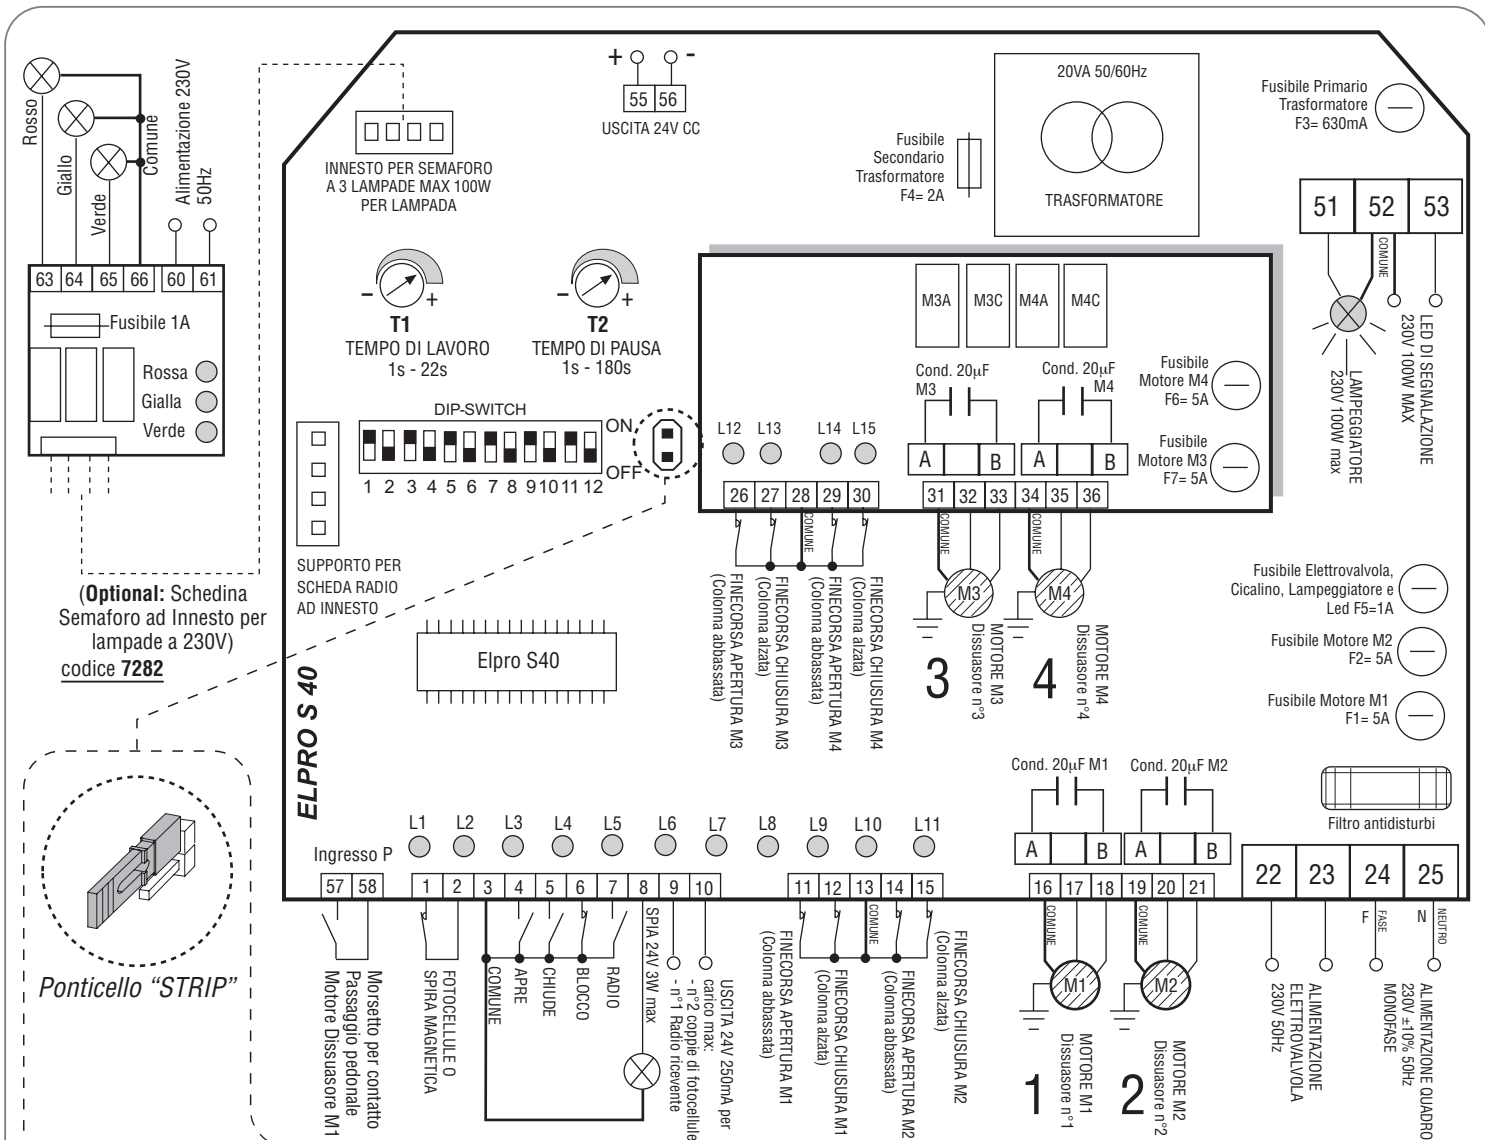 Rosso
Giallo
Verde
Comune
Alimentazione 230V
50Hz
63 64 65 66 60 61
Fusibile 1A
Rossa
Gialla
Verde
(Optional: Schedina
Semaforo ad Innesto per
lampade a 230V)
codice 7282
Ponticello “STRIP”
INNESTO PER SEMAFORO
A 3 LAMPADE MAX 100W
PER LAMPADA
+ -
55 56
USCITA 24V CC
20VA 50/60Hz
TRASFORMATORE
Fusibile
Secondario
Trasformatore
F4= 2A
Fusibile Primario
Trasformatore
F3= 630mA
51 52 53
COMUNE
LAMPEGGIATORE
230V 100W max
LED DI SEGNALAZIONE
230V 100W MAX
- +
T1
TEMPO DI LAVORO
1s - 22s
- +
T2
TEMPO DI PAUSA
1s - 180s
DIP-SWITCH
ON
OFF
1 2 3 4 5 6 7 8 9 10 11 12
SUPPORTO PER
SCHEDA RADIO
AD INNESTO
Elpro S40
ELPRO S 40
M3A M3C M4A M4C
Cond. 20µF
M3
Cond. 20µF
M4
Fusibile
Motore M4
F6= 5A
Fusibile
Motore M3
F7= 5A
L12 L13 L14 L15
A B A B
26 27 28 29 30
31 32 33 34 35 36
COMUNE
COMUNE
COMUNE
FINECORSA APERTURA M3
(Colonna abbassata)
FINECORSA CHIUSURA M3
(Colonna alzata)
FINECORSA APERTURA M4
(Colonna abbassata)
FINECORSA CHIUSURA M4
(Colonna alzata)
M3
M4
3
MOTORE M3
Dissuasore n°3
4
MOTORE M4
Dissuasore n°4
Fusibile Elettrovalvola,
Cicalino, Lampeggiatore e
Led F5=1A
Fusibile Motore M2
F2= 5A
Fusibile Motore M1
F1= 5A
Filtro antidisturbi
Cond. 20µF M1
Cond. 20µF M2
A B A B
L1 L2 L3 L4 L5 L6 L7 L8 L9 L10 L11
Ingresso P
57 58
1 2 3 4 5 6 7 8 9 10
11 12 13 14 15
16 17 18 19 20 21
22 23 24 25
Morsetto per contatto
Passaggio pedonale
Motore Dissuasore M1
FOTOCELLULE O
SPIRA MAGNETICA
COMUNE
APRE
CHIUDE
BLOCCO
RADIO
SPIA 24V 3W max
USCITA 24V 250mA per
carico max:
- n°2 coppie di fotocellule
- n°1 Radio ricevente
COMUNE
FINECORSA APERTURA M1
(Colonna abbassata)
FINECORSA CHIUSURA M1
(Colonna alzata)
FINECORSA APERTURA M2
(Colonna abbassata)
FINECORSA CHIUSURA M2
(Colonna alzata)
COMUNE
COMUNE
M1
M2
1
MOTORE M1
Dissuasore n°1
2
MOTORE M2
Dissuasore n°2
ALIMENTAZIONE
ELETTROVALVOLA
230V 50Hz
F
FASE
N
NEUTRO
ALIMENTAZIONE QUADRO
230V ±10% 50Hz
MONOFASE